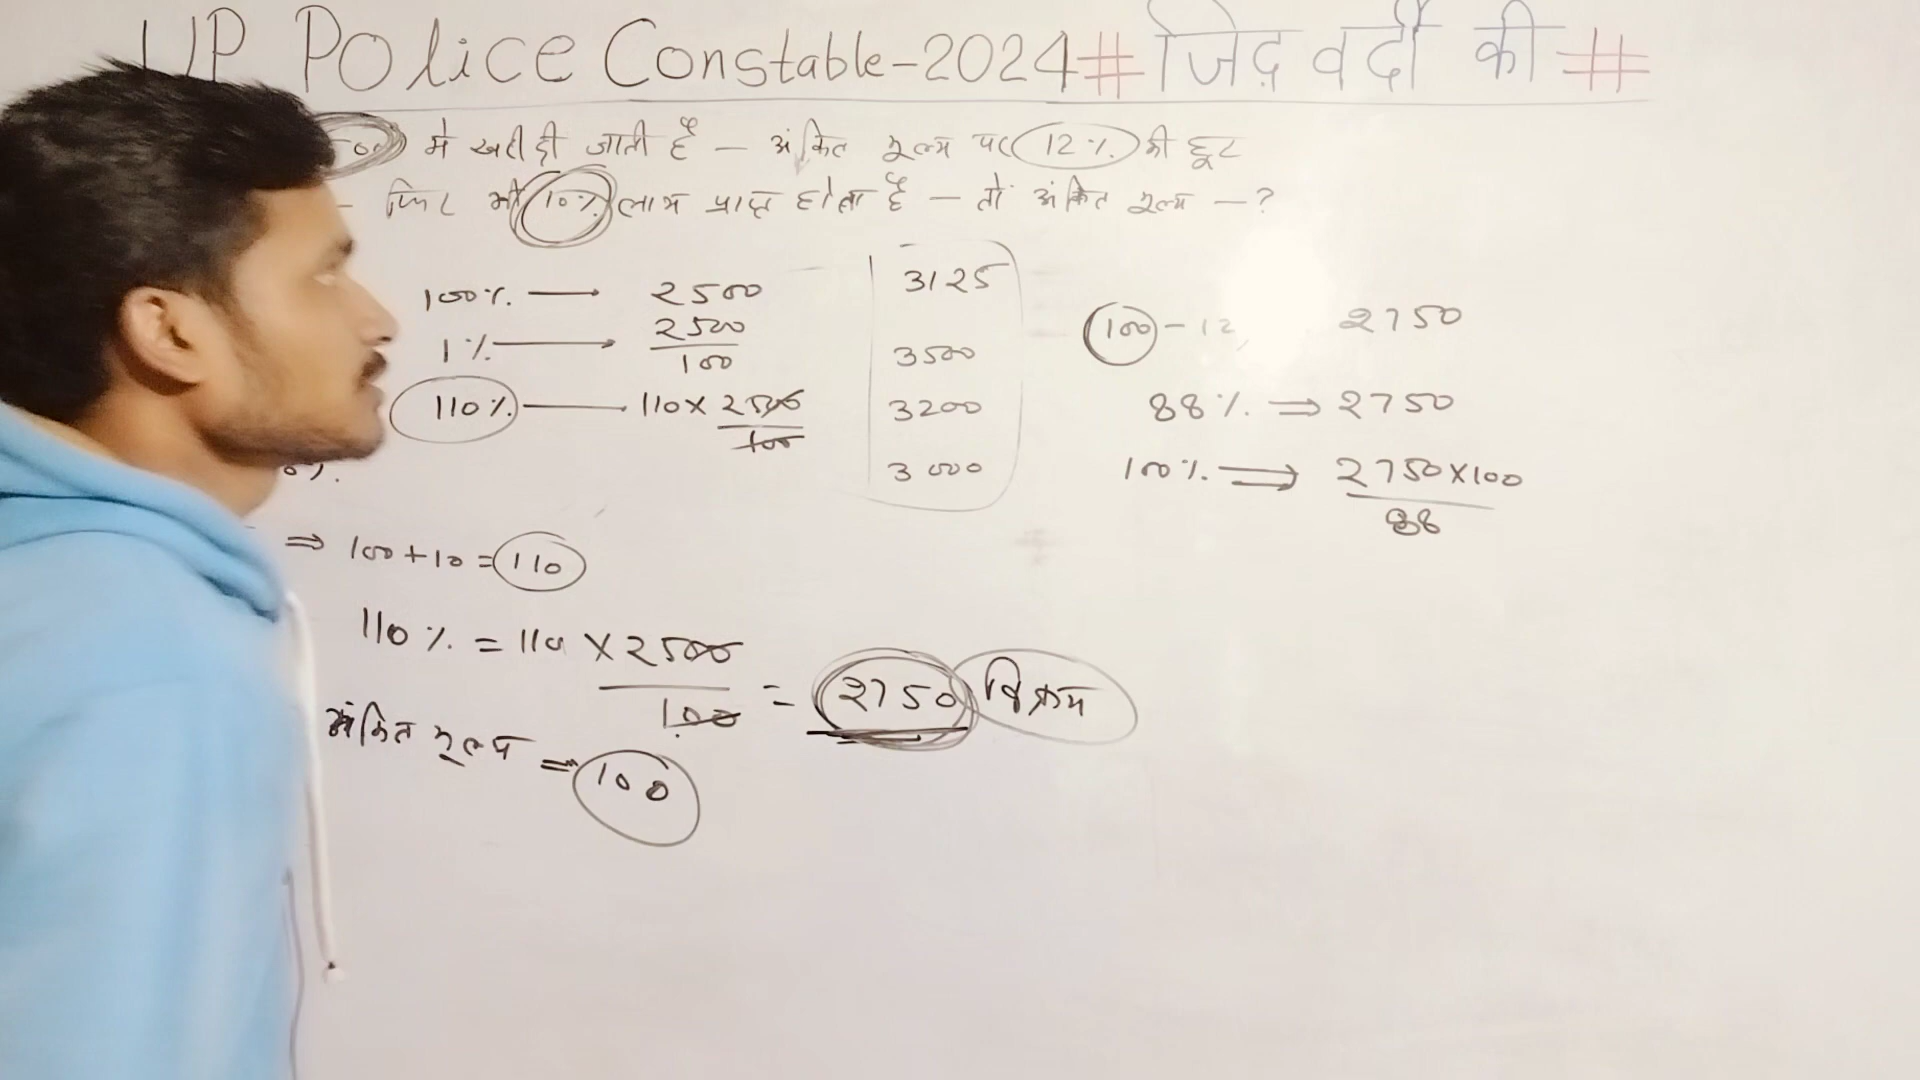 UP Police Constable-2024 # जिद़ वर्दी की #
में खरीदी जाती है - अंकित मूल्य पर 12% की छूट
- फिर भी 10% लाभ प्राप्त होता है - तो अंकित मूल्य - ?
100% → 2500
1% → 2500/100
110% — 110 × 2500/100
3125
3500
3200
3000
100 - 12
2750
88% ⇒ 2750
100% ⇒ 2750×100/88
⇒ 100+10 = 110
110% = 110 × 2500/100 = 2750 विक्रय
अंकित मूल्य = 100